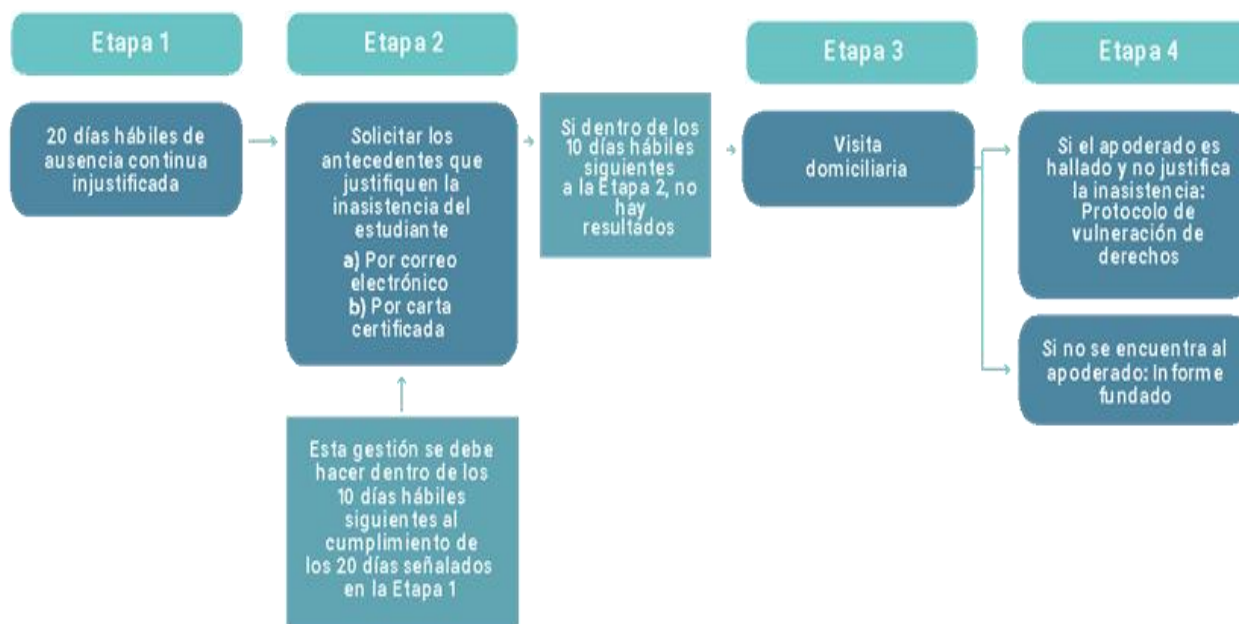 Etapa 1
20 días hábiles de
ausencia continua
injustificada
Etapa 2
Solicitar los
antecedentes que
justifiquen la
inasistencia del
estudiante
a) Por correo
electrónico
b) Por carta
certificada
Esta gestión se debe
hacer dentro de los
10 días hábiles
siguientes al
cumplimiento de
los 20 días señalados
en la Etapa 1
Si dentro de los
10 días hábiles
siguientes
a la Etapa 2, no
hay
resultados
Etapa 3
Visita
domiciliaria
Etapa 4
Si el apoderado es
hallado y no justifica
la inasistencia:
Protocolo de
vulneración de
derechos
Si no se encuentra al
apoderado: Informe
fundado